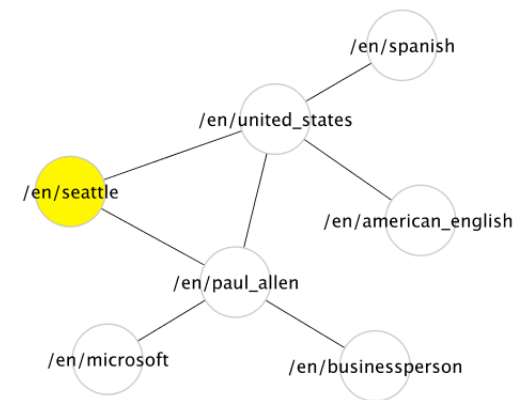 /en/spanish
/en/united_states
/en/seattle
/en/american_english
/en/paul_allen
/en/microsoft
/en/businessperson